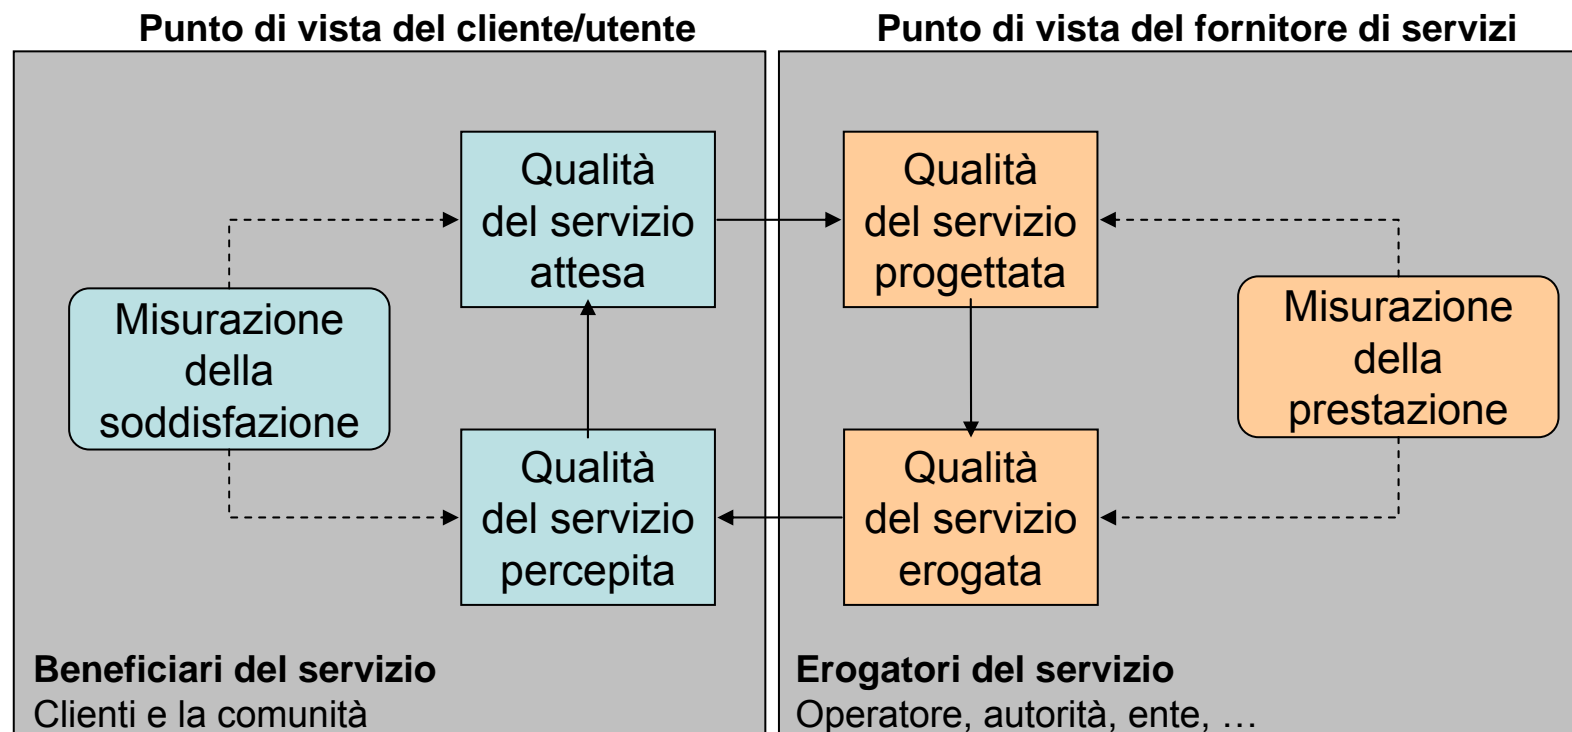 Punto di vista del cliente/utente
Punto di vista del fornitore di servizi
Qualità
del servizio
attesa
Qualità
del servizio
progettata
Misurazione
della
soddisfazione
Misurazione
della
prestazione
Qualità
del servizio
percepita
Qualità
del servizio
erogata
Beneficiari del servizio
Clienti e la comunità
Erogatori del servizio
Operatore, autorità, ente, …